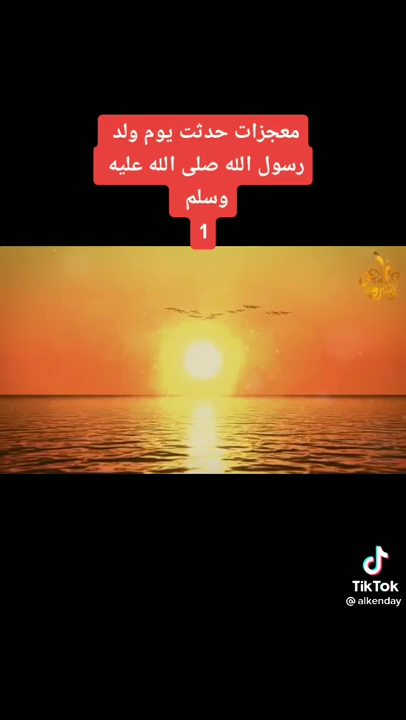 معجزات حدثت يوم ولد
رسول الله صلى الله عليه
وسلم
1
TikTok
@alkenday